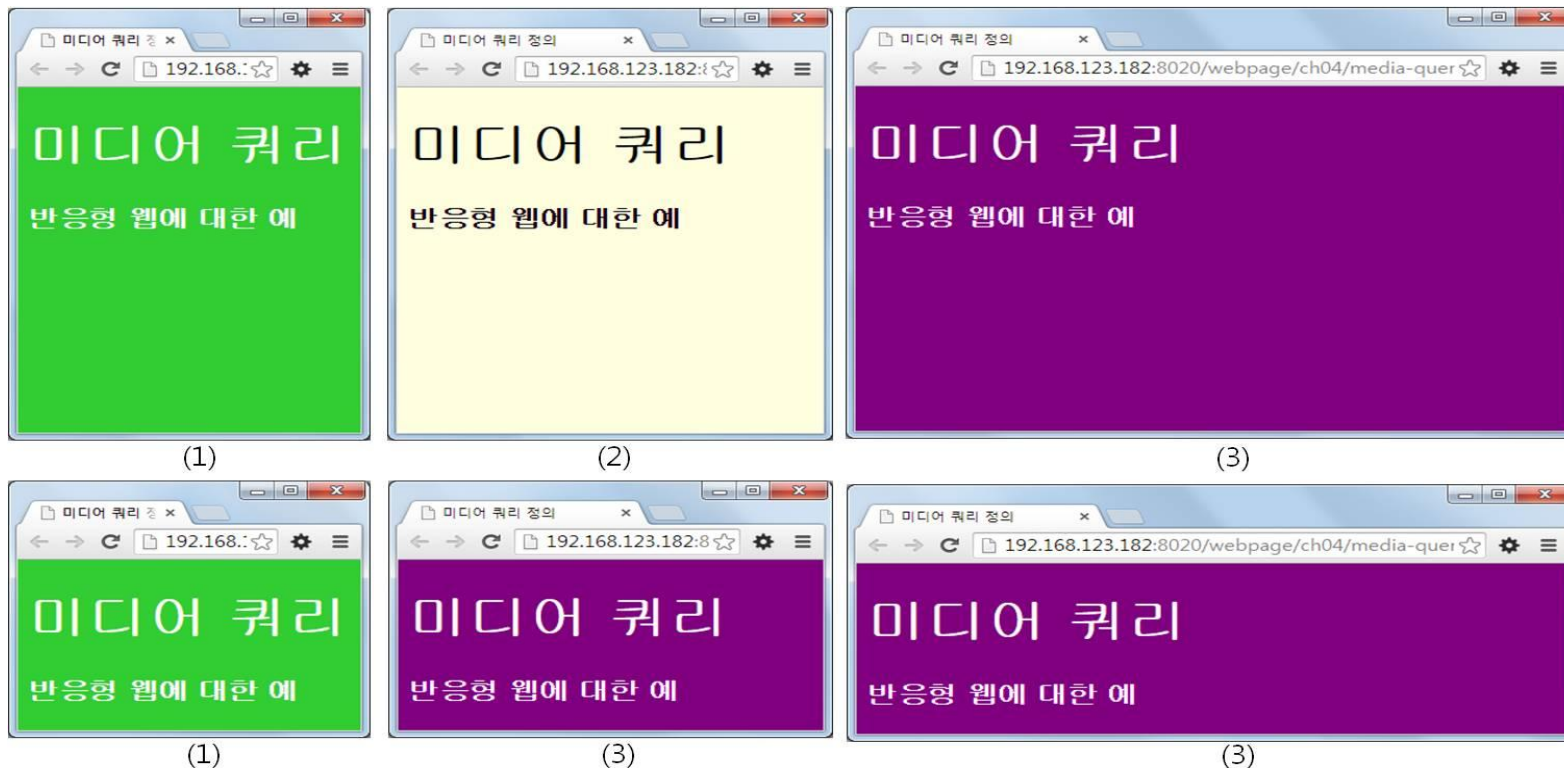 미디어 쿼리 정
192.168.1
미디어 쿼리
반응형 웹에 대한 예
(1)
미디어 쿼리 정의
192.168.123.182:8
미디어 쿼리
반응형 웹에 대한 예
(2)
미디어 쿼리 정의
192.168.123.182:8020/webpage/ch04/media-quer
미디어 쿼리
반응형 웹에 대한 예
(3)
미디어 쿼리 정
192.168.:
미디어 쿼리
반응형 웹에 대한 예
(1)
미디어 쿼리 정의
192.168.123.182:8
미디어 쿼리
반응형 웹에 대한 예
(3)
미디어 쿼리 정의
192.168.123.182:8020/webpage/ch04/media-quer
미디어 쿼리
반응형 웹에 대한 예
(3)